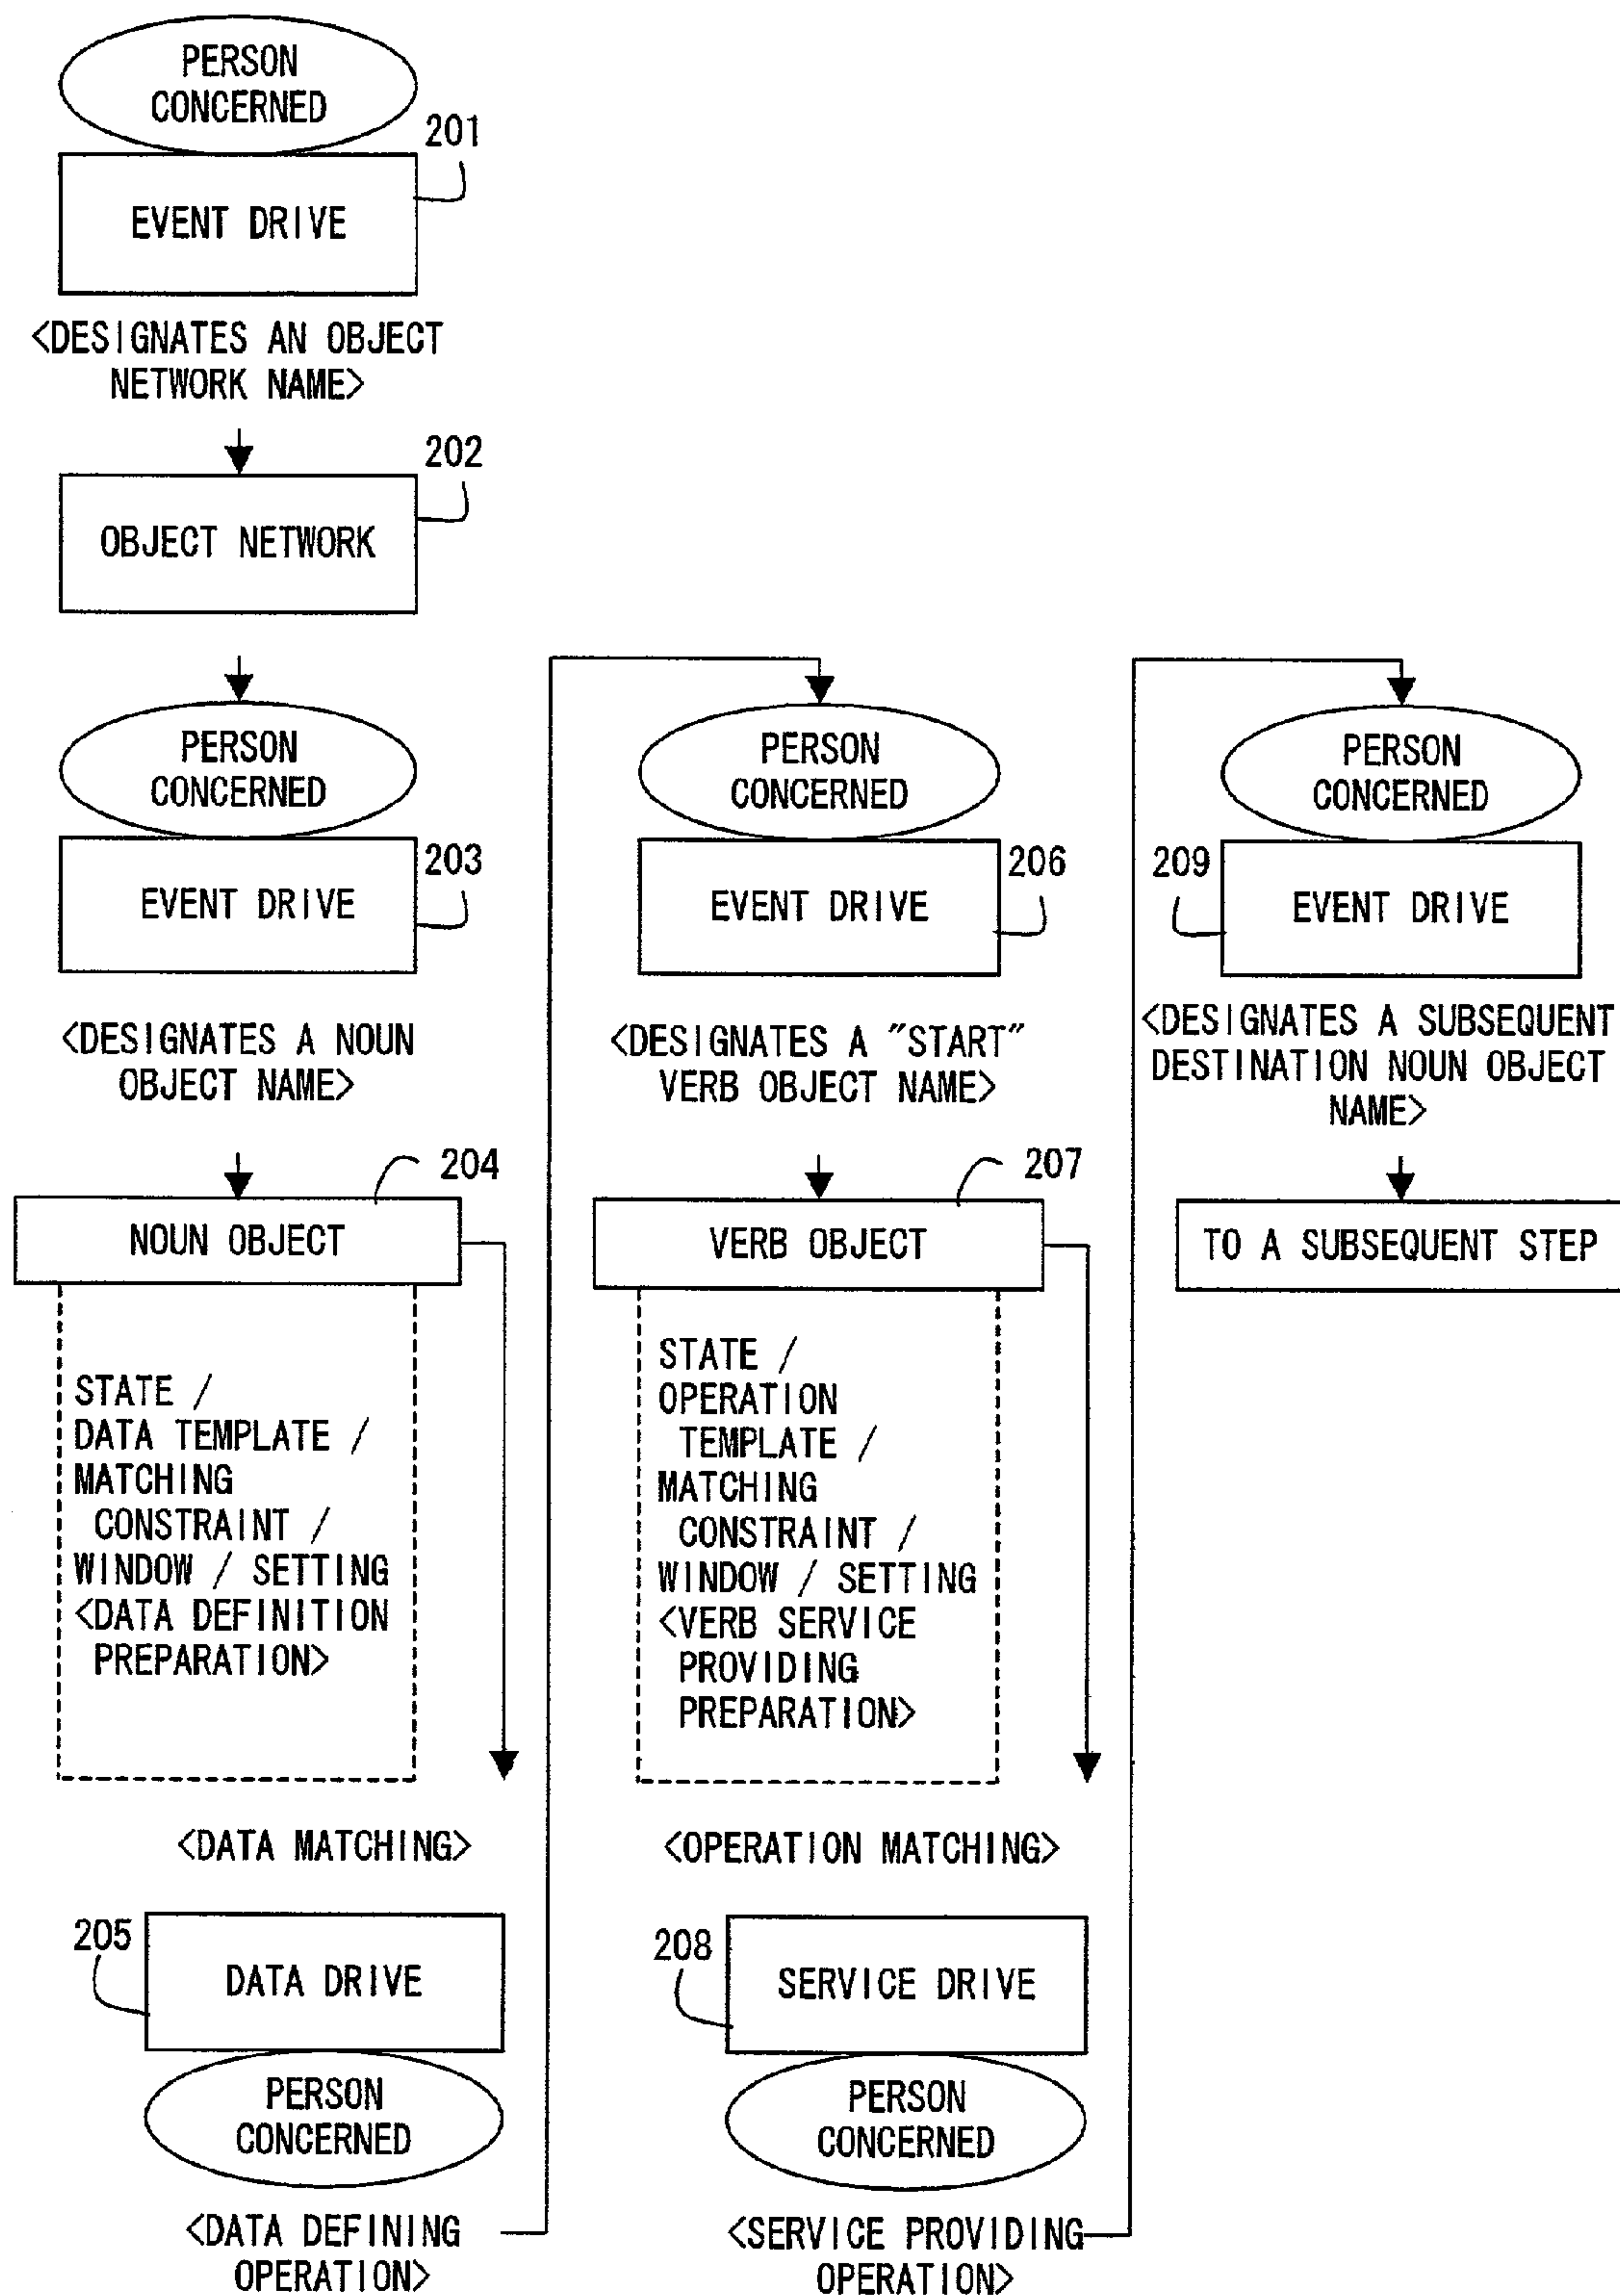 PERSON
CONCERNED
201
EVENT DRIVE
<DESIGNATES AN OBJECT
NETWORK NAME>
202
OBJECT NETWORK
PERSON
CONCERNED
203
EVENT DRIVE
<DESIGNATES A NOUN
OBJECT NAME>
204
NOUN OBJECT
STATE /
DATA TEMPLATE /
MATCHING
CONSTRAINT /
WINDOW / SETTING
<DATA DEFINITION
PREPARATION>
<DATA MATCHING>
205
DATA DRIVE
PERSON
CONCERNED
<DATA DEFINING
OPERATION>
PERSON
CONCERNED
206
EVENT DRIVE
<DESIGNATES A "START"
VERB OBJECT NAME>
207
VERB OBJECT
STATE /
OPERATION
TEMPLATE /
MATCHING
CONSTRAINT /
WINDOW / SETTING
<VERB SERVICE
PROVIDING
PREPARATION>
<OPERATION MATCHING>
208
SERVICE DRIVE
PERSON
CONCERNED
<SERVICE PROVIDING
OPERATION>
PERSON
CONCERNED
209
EVENT DRIVE
<DESIGNATES A SUBSEQUENT
DESTINATION NOUN OBJECT
NAME>
TO A SUBSEQUENT STEP